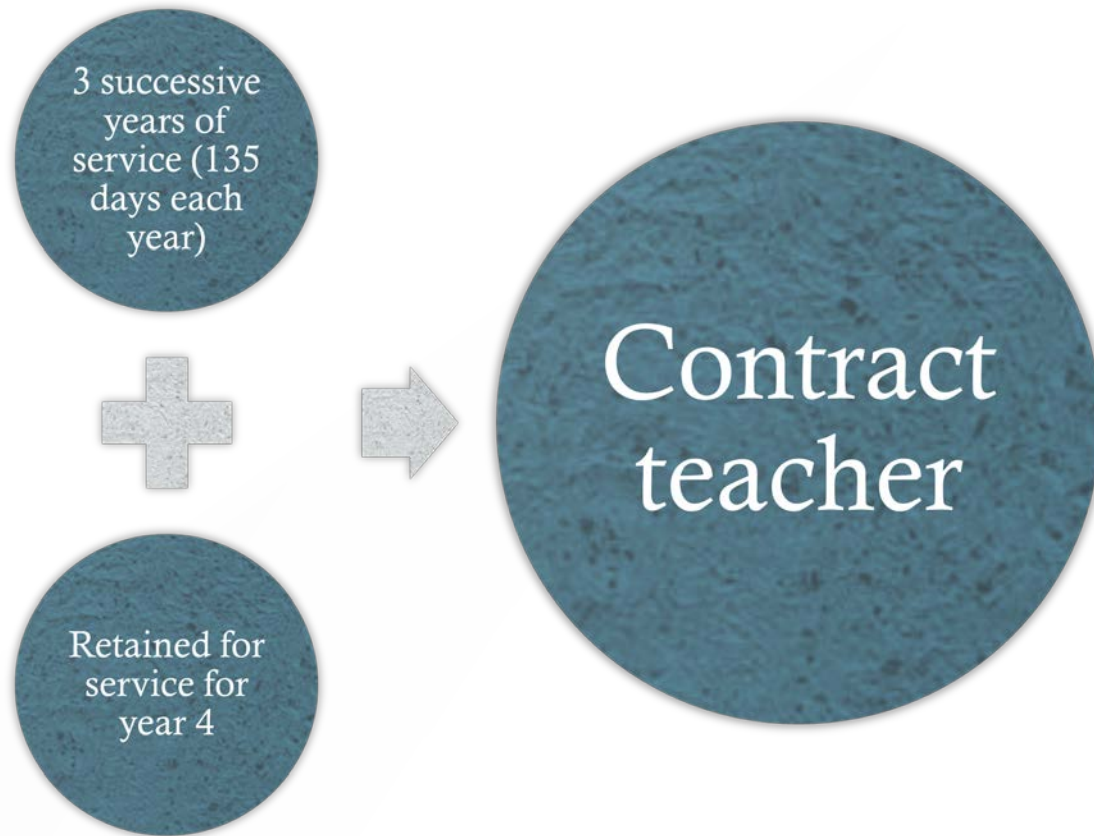 3 successive
years of
service (135
days each
year)
Retained for
service for
year 4
Contract
teacher